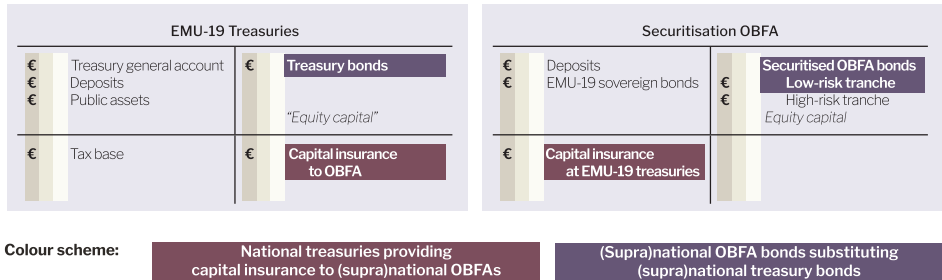 EMU-19 Treasuries
€ Treasury general account
€ Deposits
€ Public assets
€ Treasury bonds
“Equity capital”
€ Tax base
€ Capital insurance
to OBFA
Securitisation OBFA
€ Deposits
€ EMU-19 sovereign bonds
Securitised OBFA bonds
€ Low-risk tranche
€ High-risk tranche
Equity capital
€ Capital insurance
at EMU-19 treasuries
Colour scheme:
National treasuries providing
capital insurance to (supra)national OBFAs
(Supra)national OBFA bonds substituting
(supra)national treasury bonds